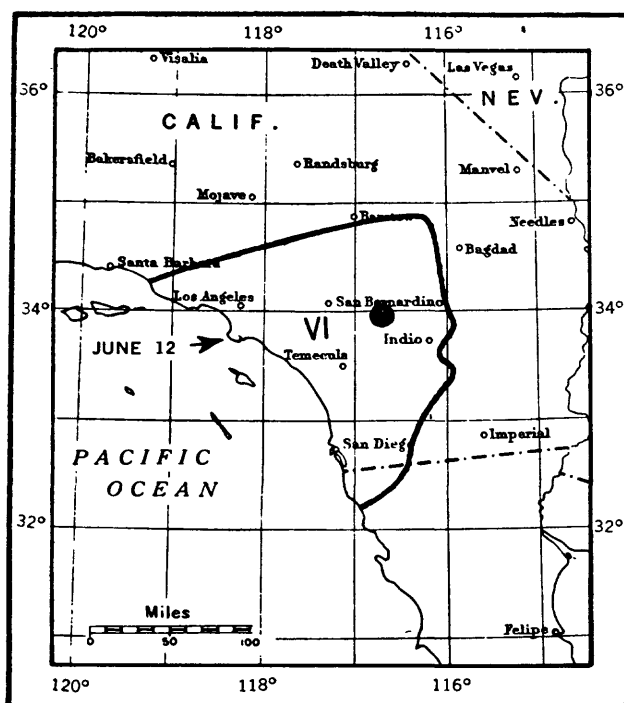 120° 118° 116°
Visalia
Death Valley
Las Vegas
36° 36°
NEV.
CALIF.
Bakersfield
Randsburg
Manvel
Mojave
Needles
Barstow
Bagdad
Santa Barbara
Los Angeles
San Bernardino
34° 34°
VI
JUNE 12
Indio
Temecula
San Diego
Imperial
PACIFIC
OCEAN
32° 32°
Miles
0 50 100
Felipe
120° 118° 116°